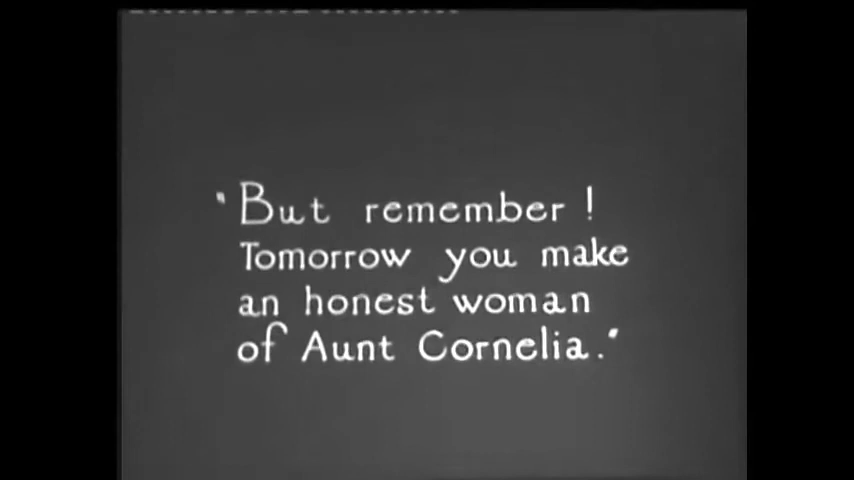 "But remember!
Tomorrow you make
an honest woman
of Aunt Cornelia."